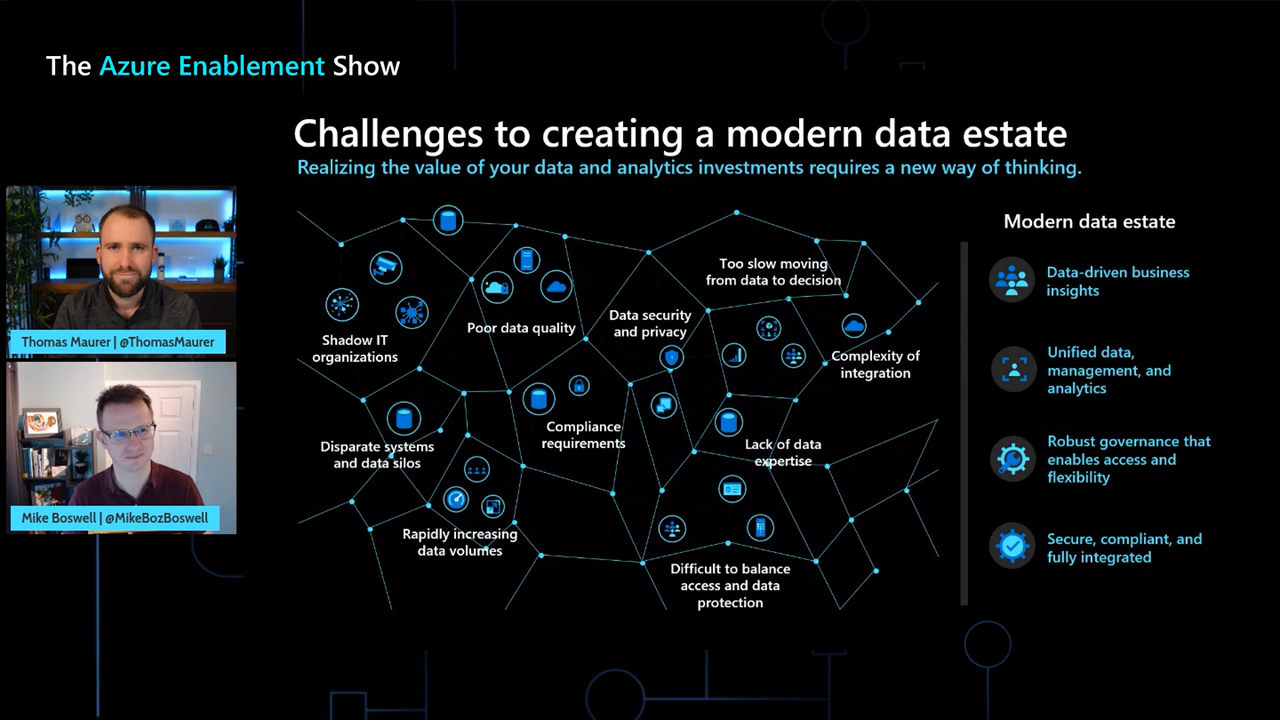 The Azure Enablement Show
Challenges to creating a modern data estate
Realizing the value of your data and analytics investments requires a new way of thinking.
Thomas Maurer | @ThomasMaurer
Mike Boswell | @MikeBozBoswell
Shadow IT
organizations
Poor data quality
Data security
and privacy
Too slow moving
from data to decision
Complexity of
integration
Disparate systems
and data silos
Compliance
requirements
Lack of data
expertise
Rapidly increasing
data volumes
Difficult to balance
access and data
protection
Modern data estate
Data-driven business
insights
Unified data,
management, and
analytics
Robust governance that
enables access and
flexibility
Secure, compliant, and
fully integrated